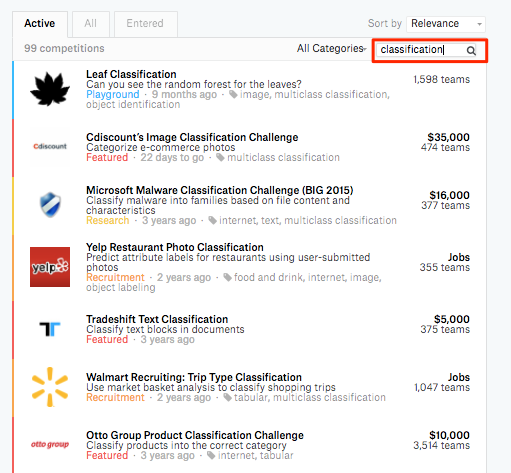 Active All Entered Sort by Relevance
99 competitions All Categories classification
Leaf Classification
Can you see the random forest for the leaves?
1,598 teams
Playground · 9 months ago · image, multiclass classification,
object identification
Cdiscount
Cdiscount's Image Classification Challenge $35,000
Categorize e-commerce photos 474 teams
Featured · 22 days to go · multiclass classification
Microsoft Malware Classification Challenge (BIG 2015) $16,000
Classify malware into families based on file content and 377 teams
characteristics
Research · 3 years ago · internet, text, multiclass classification
yelp
Yelp Restaurant Photo Classification Jobs
Predict attribute labels for restaurants using user-submitted 355 teams
photos
Recruitment · 2 years ago · food and drink, internet, image,
object labeling
Tradeshift Text Classification $5,000
Classify text blocks in documents 375 teams
Featured · 3 years ago
Walmart Recruiting: Trip Type Classification Jobs
Use market basket analysis to classify shopping trips 1,047 teams
Recruitment · 2 years ago · tabular, multiclass classification
otto group
Otto Group Product Classification Challenge $10,000
Classify products into the correct category 3,514 teams
Featured · 3 years ago · internet, tabular